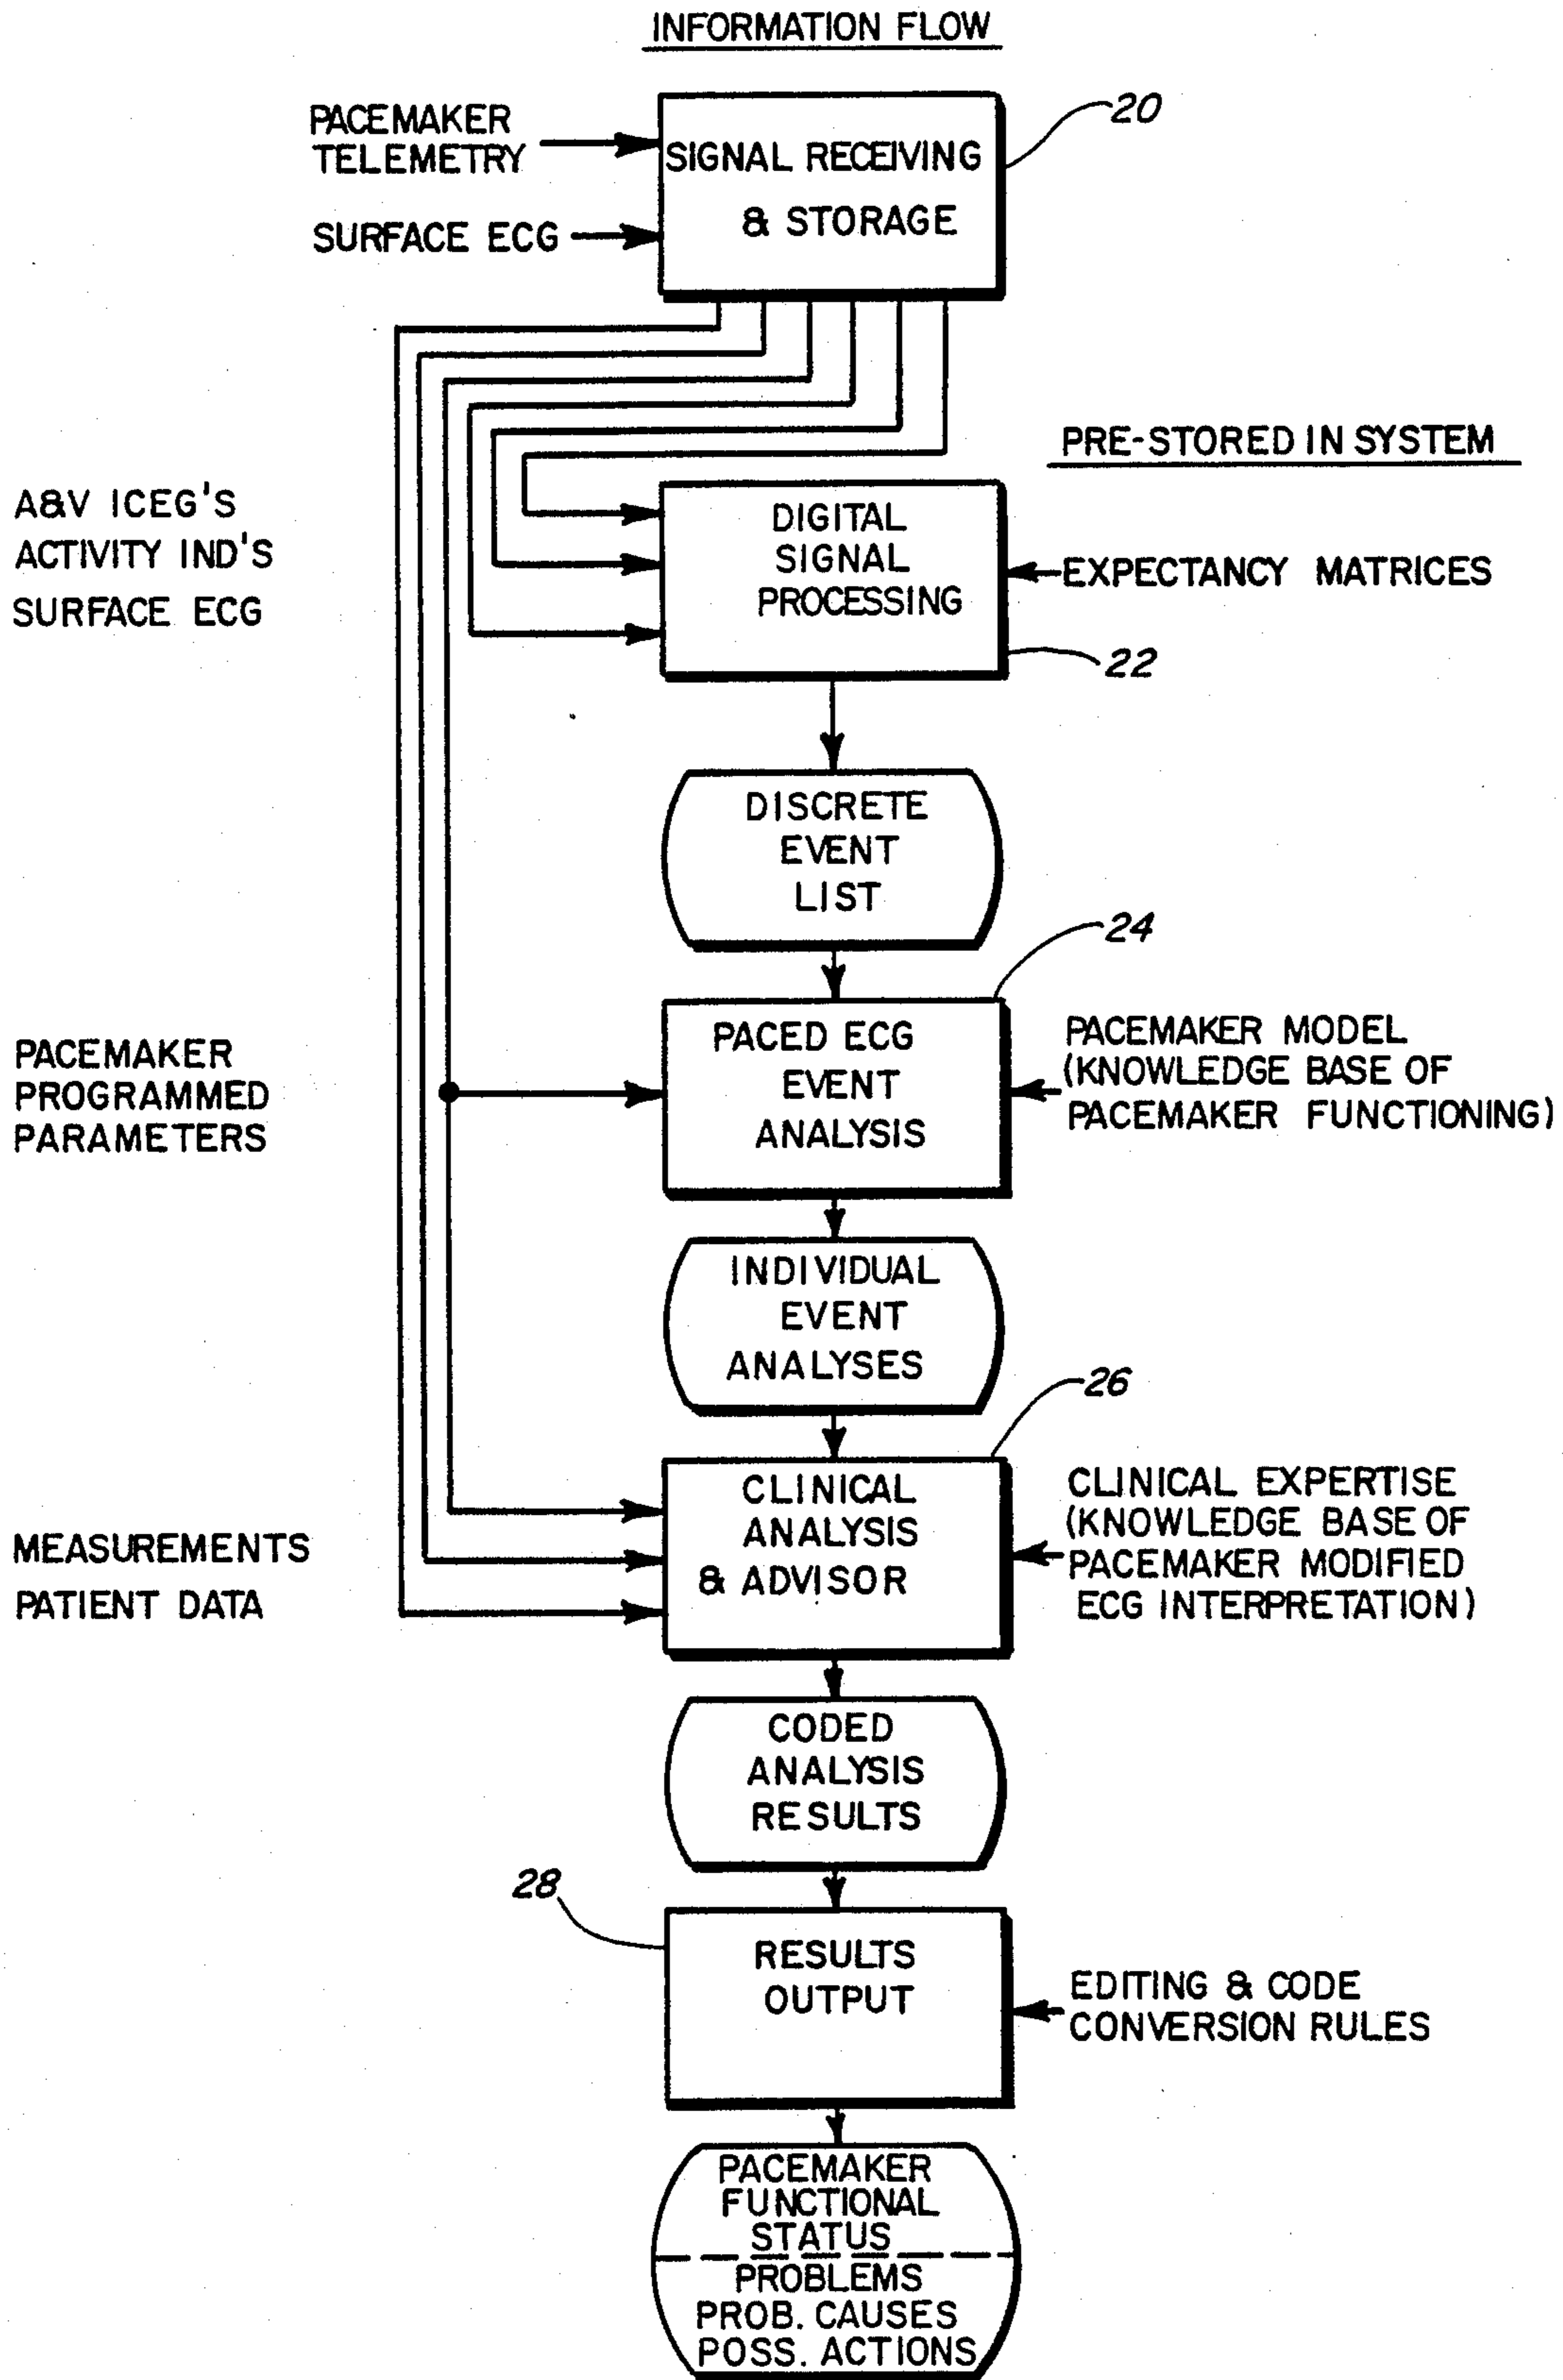 INFORMATION FLOW
PACEMAKER
TELEMETRY
SURFACE ECG
SIGNAL RECEIVING
& STORAGE
20
PRE-STORED IN SYSTEM
A&V ICEG'S
ACTIVITY IND'S
SURFACE ECG
DIGITAL
SIGNAL
PROCESSING
EXPECTANCY MATRICES
22
DISCRETE
EVENT
LIST
24
PACEMAKER
PROGRAMMED
PARAMETERS
PACED ECG
EVENT
ANALYSIS
PACEMAKER MODEL
(KNOWLEDGE BASE OF
PACEMAKER FUNCTIONING)
INDIVIDUAL
EVENT
ANALYSES
26
MEASUREMENTS
PATIENT DATA
CLINICAL
ANALYSIS
& ADVISOR
CLINICAL EXPERTISE
(KNOWLEDGE BASE OF
PACEMAKER MODIFIED
ECG INTERPRETATION)
CODED
ANALYSIS
RESULTS
28
RESULTS
OUTPUT
EDITING & CODE
CONVERSION RULES
PACEMAKER
FUNCTIONAL
STATUS
PROBLEMS
PROB. CAUSES
POSS. ACTIONS